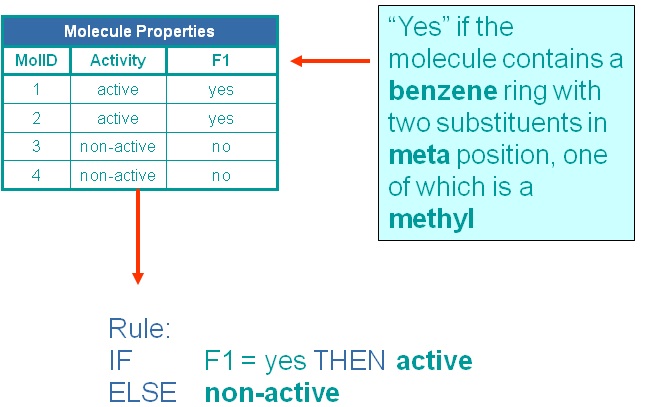 Molecule Properties
MolID Activity F1
1 active yes
2 active yes
3 non-active no
4 non-active no
“Yes” if the
molecule contains a
benzene ring with
two substituents in
meta position, one
of which is a
methyl
Rule:
IF F1 = yes THEN active
ELSE non-active